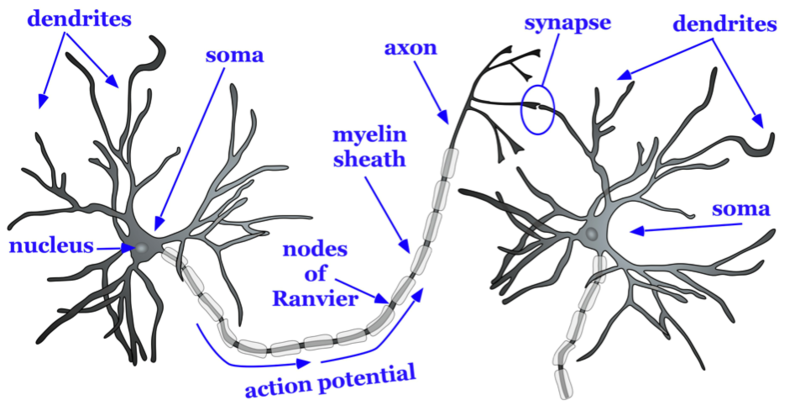 dendrites
soma
axon
synapse
dendrites
myelin
sheath
nucleus
nodes
of
Ranvier
soma
action potential